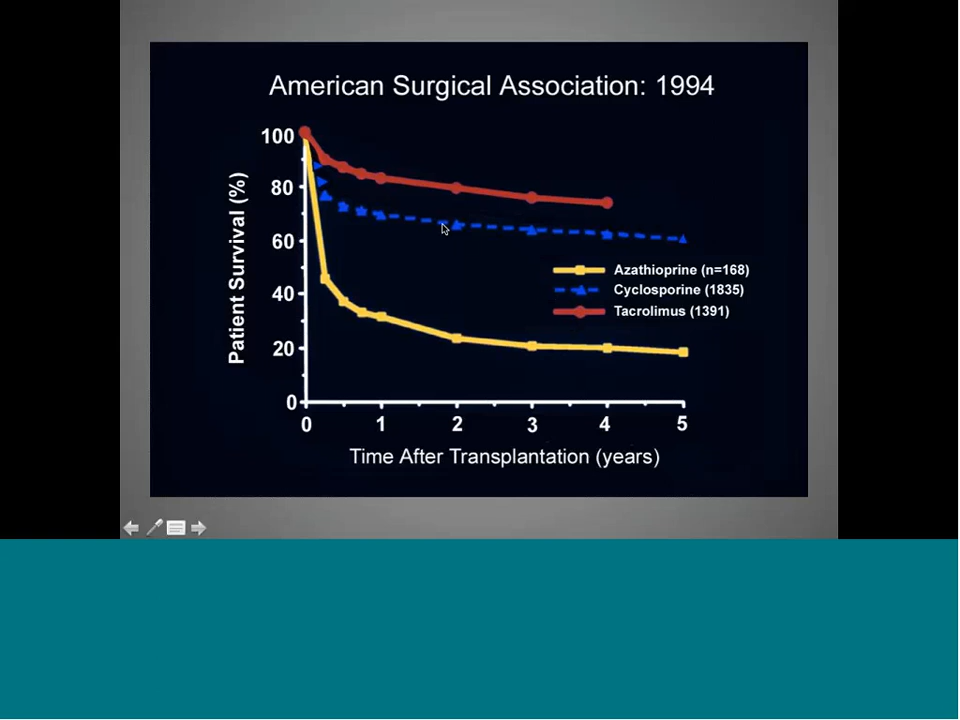 American Surgical Association: 1994
Patient Survival (%)
100
80
60
40
20
0
Azathioprine (n=168)
Cyclosporine (1835)
Tacrolimus (1391)
0 1 2 3 4 5
Time After Transplantation (years)